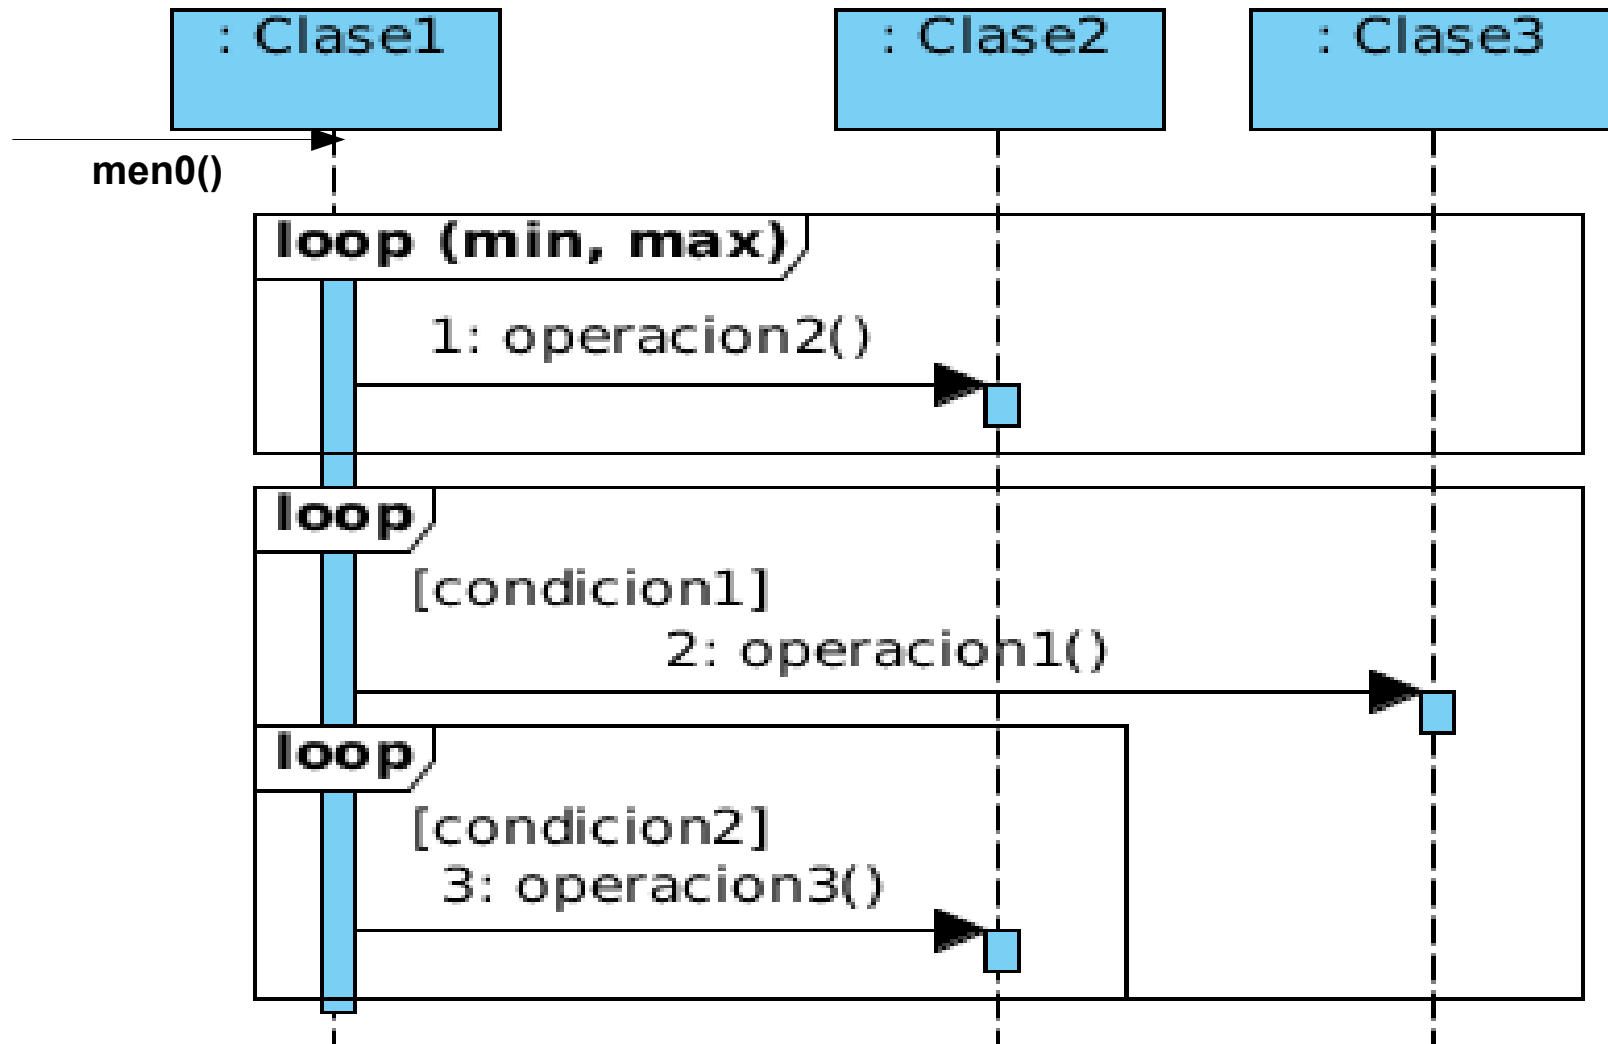 : Clase1
: Clase2
: Clase3
men0()
loop (min, max)
1: operacion2()
loop
[condicion1]
2: operacion1()
loop
[condicion2]
3: operacion3()